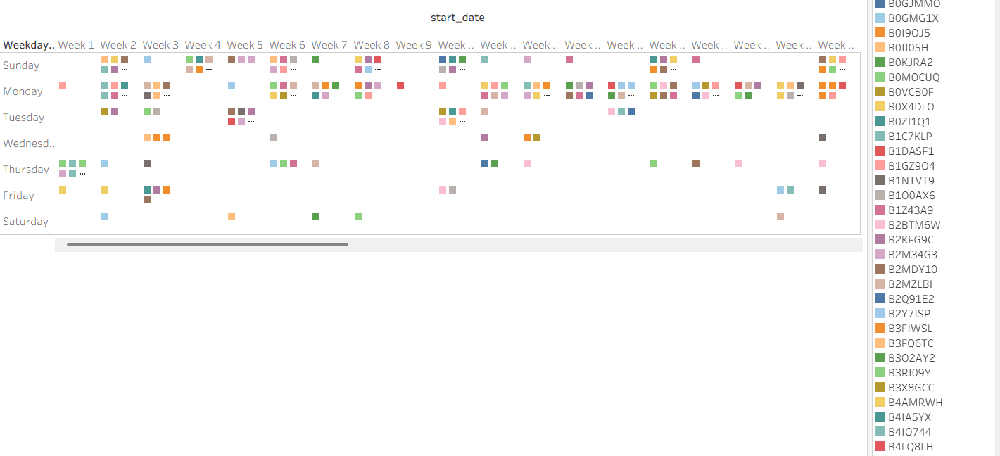 start_date
Weekday.. Week 1 Week 2 Week 3 Week 4 Week 5 Week 6 Week 7 Week 8 Week 9 Week .. Week .. Week .. Week .. Week .. Week .. Week .. Week .. Week .. Week ..
Sunday
Monday
Tuesday
Wednesd..
Thursday
Friday
Saturday
B0GJMMO
B0GMG1X
B0I9OJ5
B0II05H
B0KJRA2
B0MOCUQ
B0VCB0F
B0X4DLO
B0ZI1Q1
B1C7KLP
B1DASF1
B1GZ9O4
B1NTVT9
B1O0AX6
B1Z43A9
B2BTM6W
B2KFG9C
B2M34G3
B2MDY10
B2MZLBI
B2Q91E2
B2Y7ISP
B3FIWSL
B3FQ6TC
B3O2AY2
B3RI09Y
B3X8GCC
B4AMRWH
B4IA5YX
B4IO744
B4LQ8LH